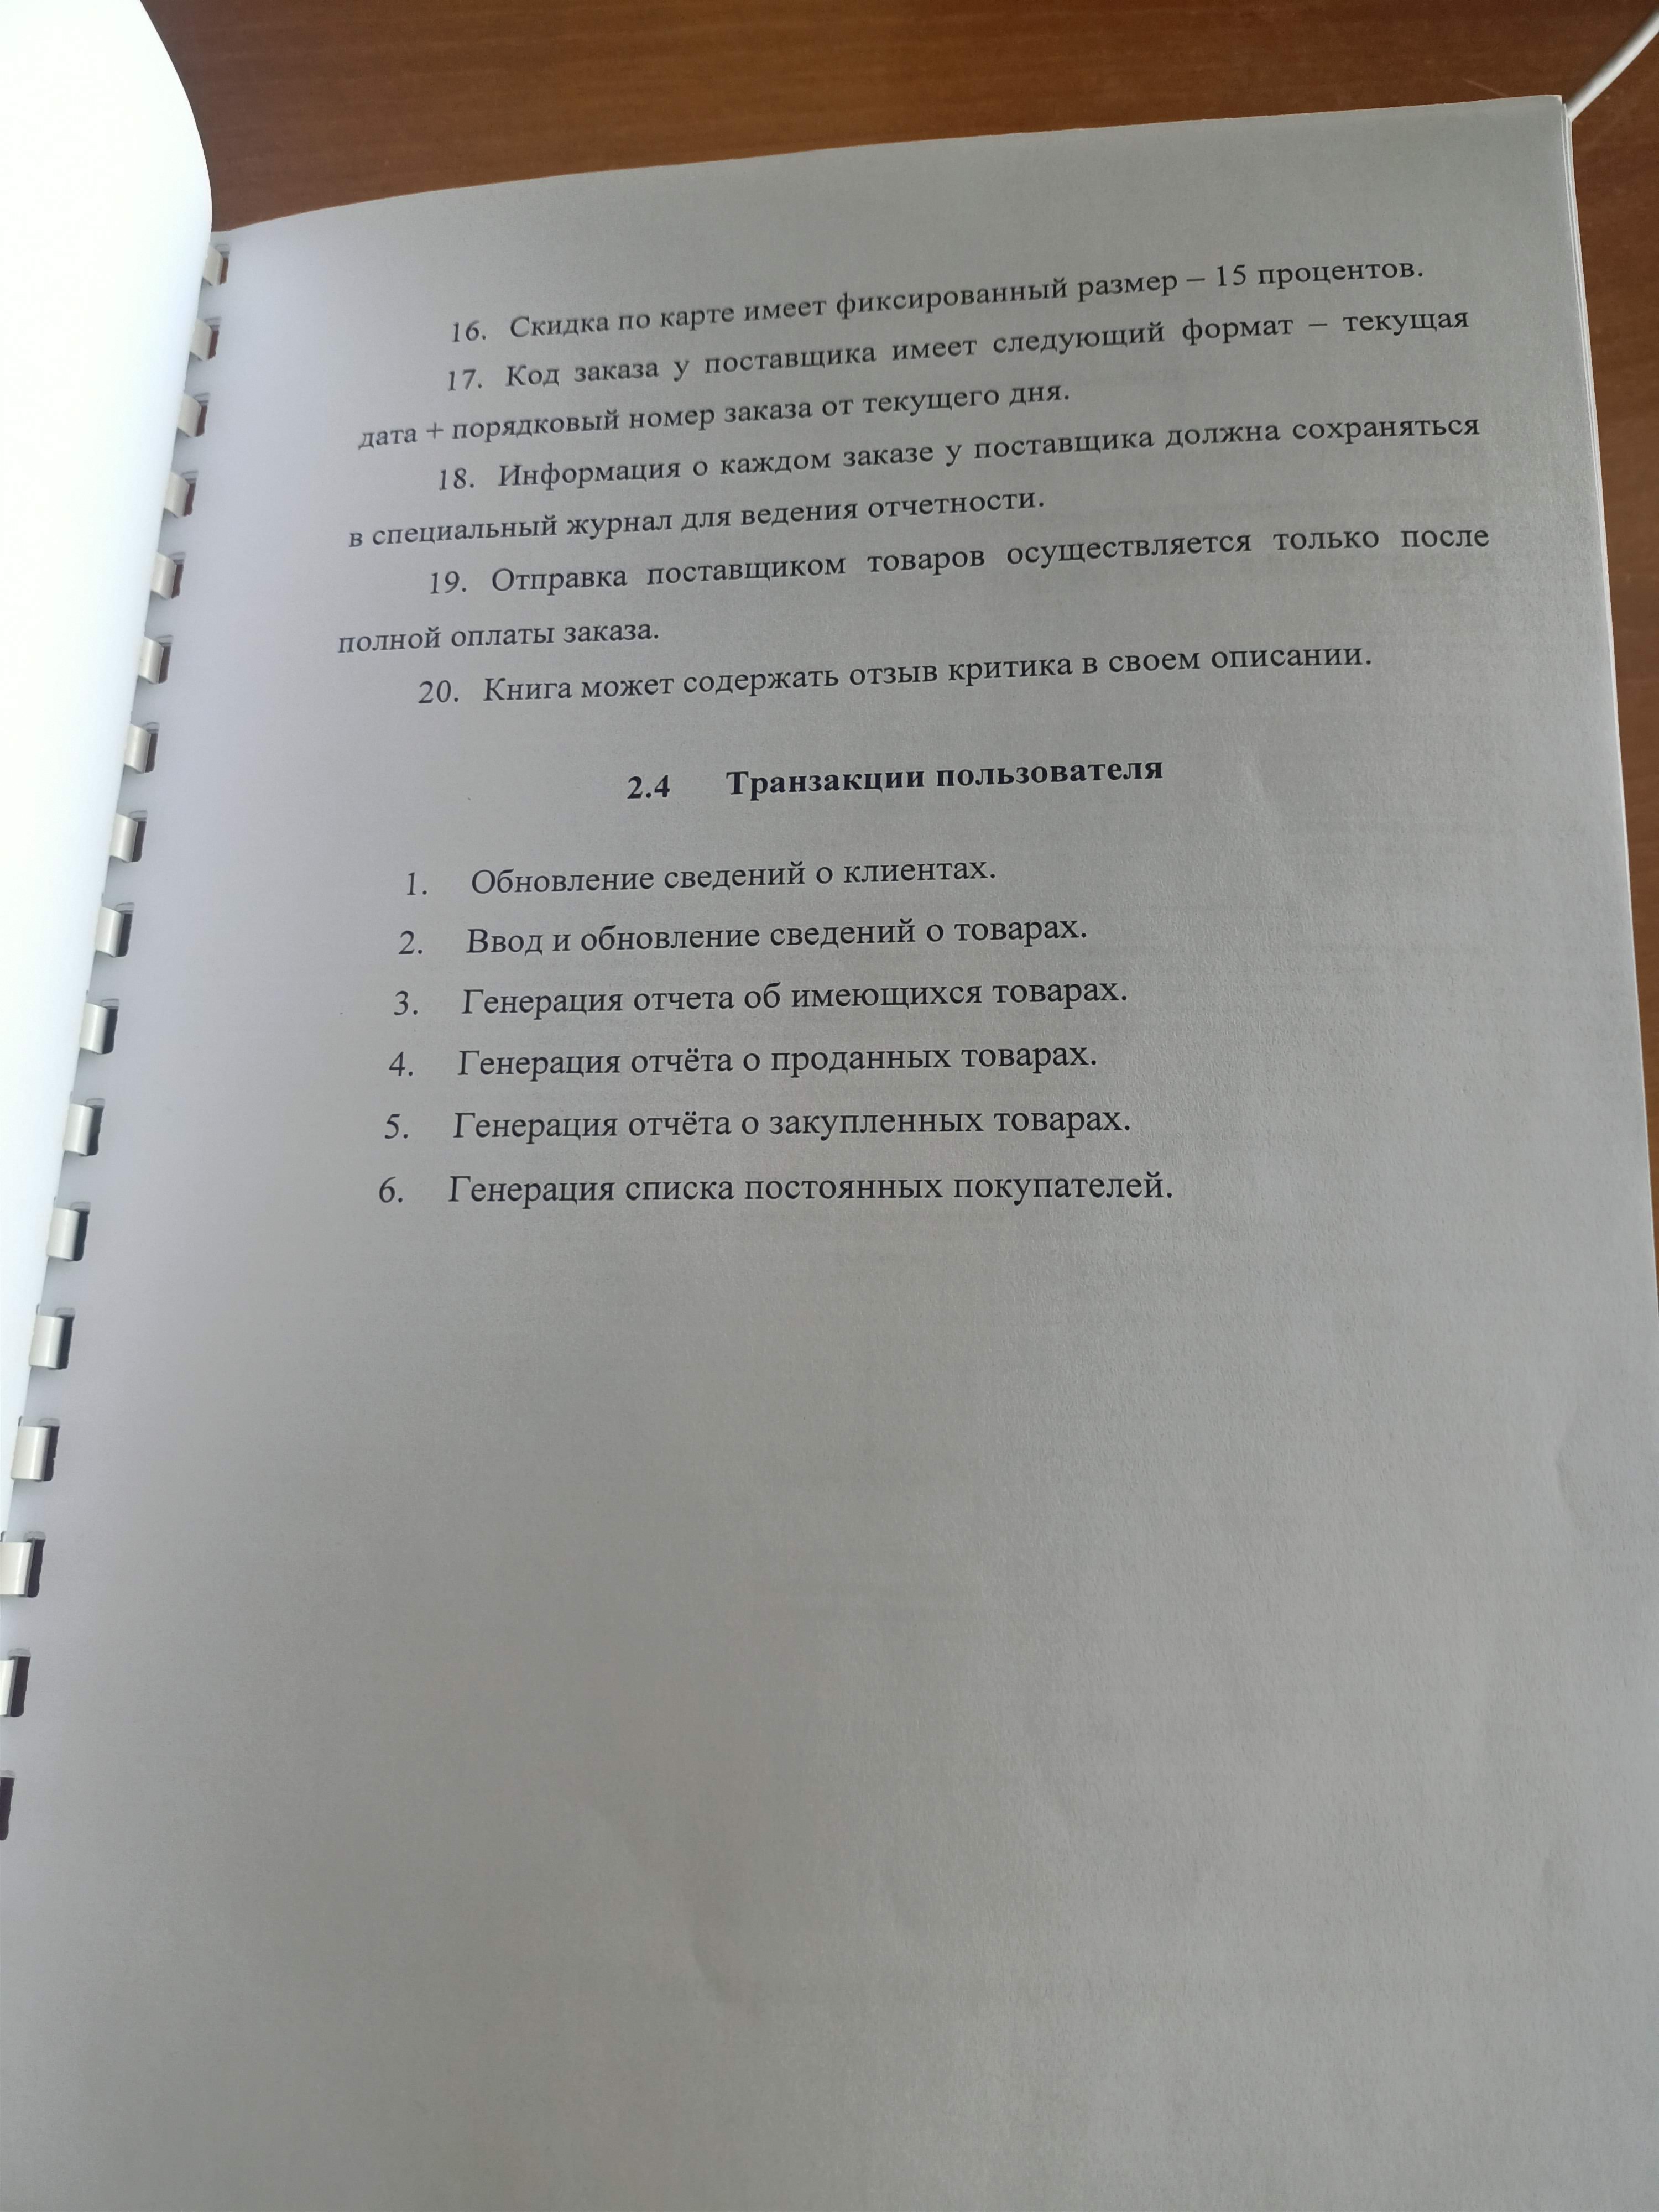 16. Скидка по карте имеет фиксированный размер – 15 процентов.
17. Код заказа у поставщика имеет следующий формат – текущая
дата + порядковый номер заказа от текущего дня.
18. Информация о каждом заказе у поставщика должна сохраняться
в специальный журнал для ведения отчетности.
19. Отправка поставщиком товаров осуществляется только после
полной оплаты заказа.
20. Книга может содержать отзыв критика в своем описании.
2.4 Транзакции пользователя
1. Обновление сведений о клиентах.
2. Ввод и обновление сведений о товарах.
3. Генерация отчета об имеющихся товарах.
4. Генерация отчёта о проданных товарах.
5. Генерация отчёта о закупленных товарах.
6. Генерация списка постоянных покупателей.